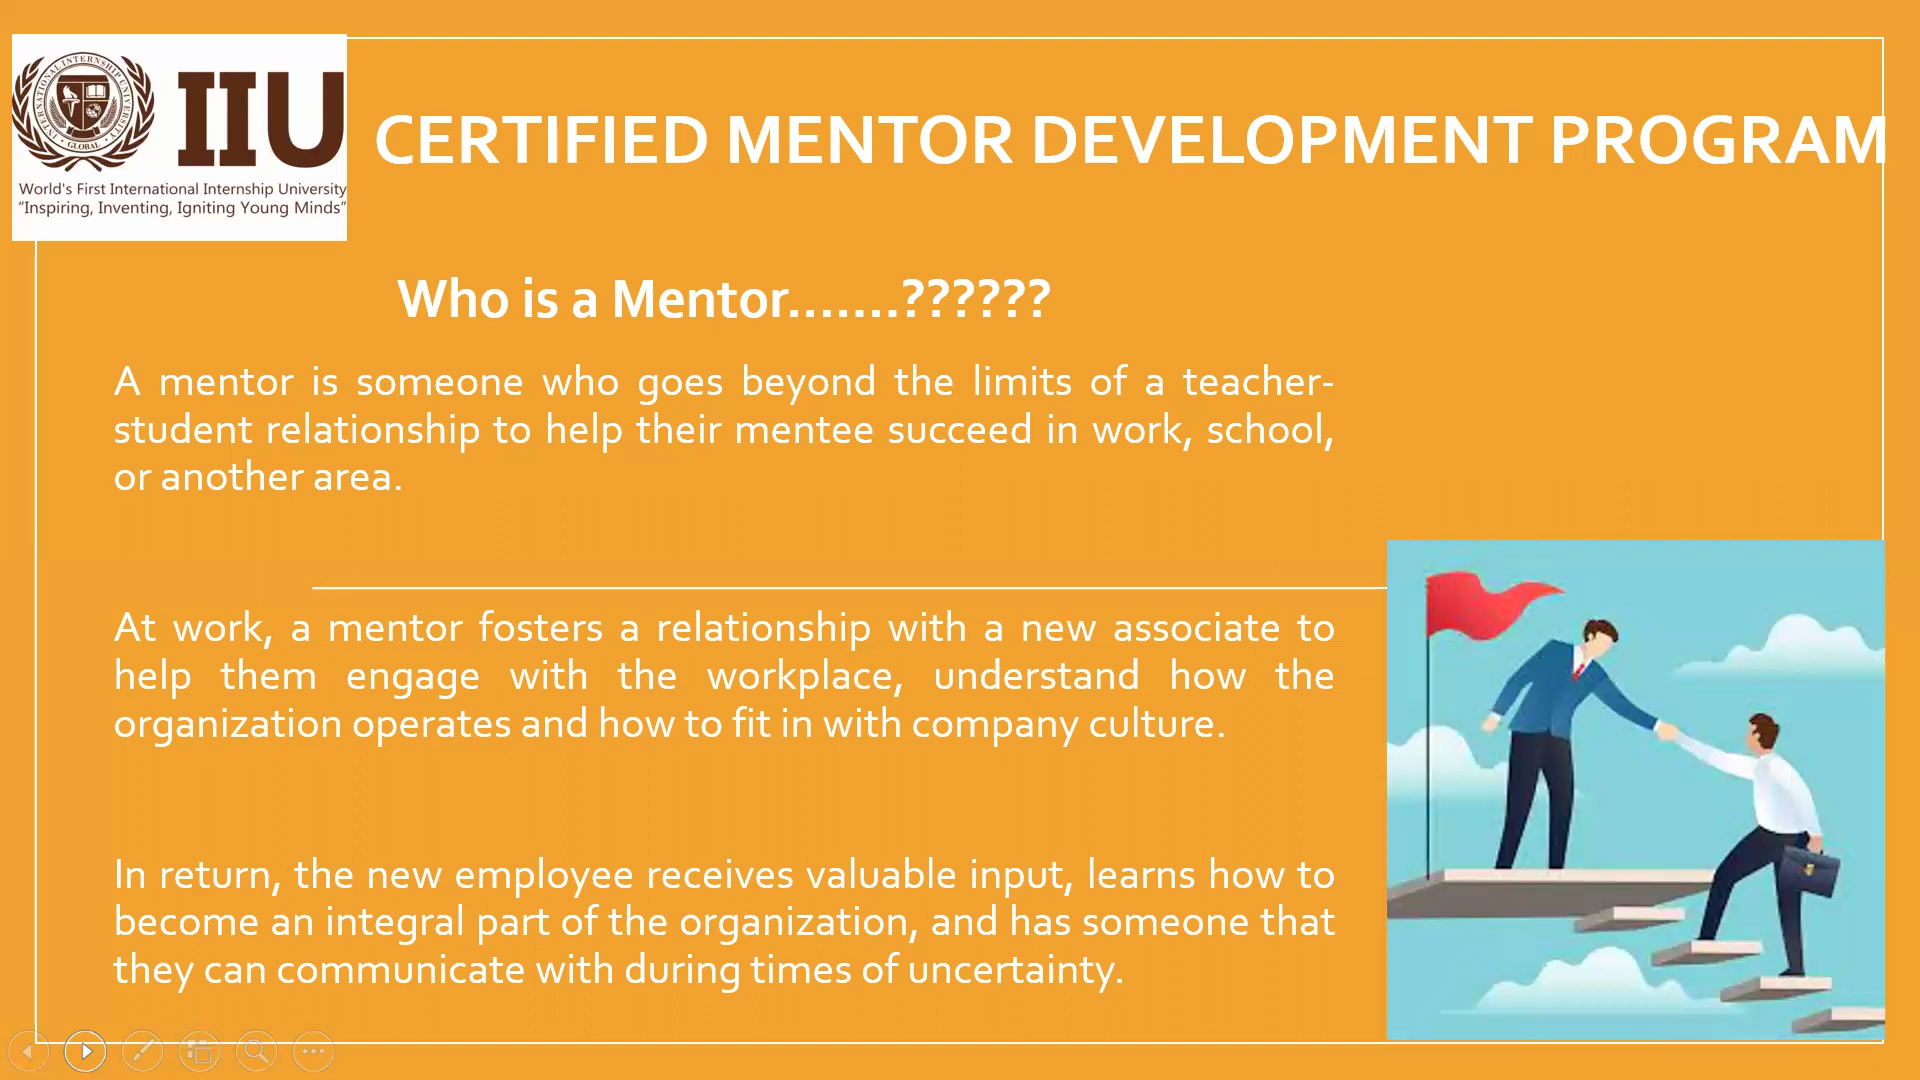 INTERNATIONAL INTERNSHIP UNIVERSITY
GLOBAL
IIU
World's First International Internship University
“Inspiring, Inventing, Igniting Young Minds”
CERTIFIED MENTOR DEVELOPMENT PROGRAM
Who is a Mentor.......??????
A mentor is someone who goes beyond the limits of a teacher-
student relationship to help their mentee succeed in work, school,
or another area.
At work, a mentor fosters a relationship with a new associate to
help them engage with the workplace, understand how the
organization operates and how to fit in with company culture.
In return, the new employee receives valuable input, learns how to
become an integral part of the organization, and has someone that
they can communicate with during times of uncertainty.